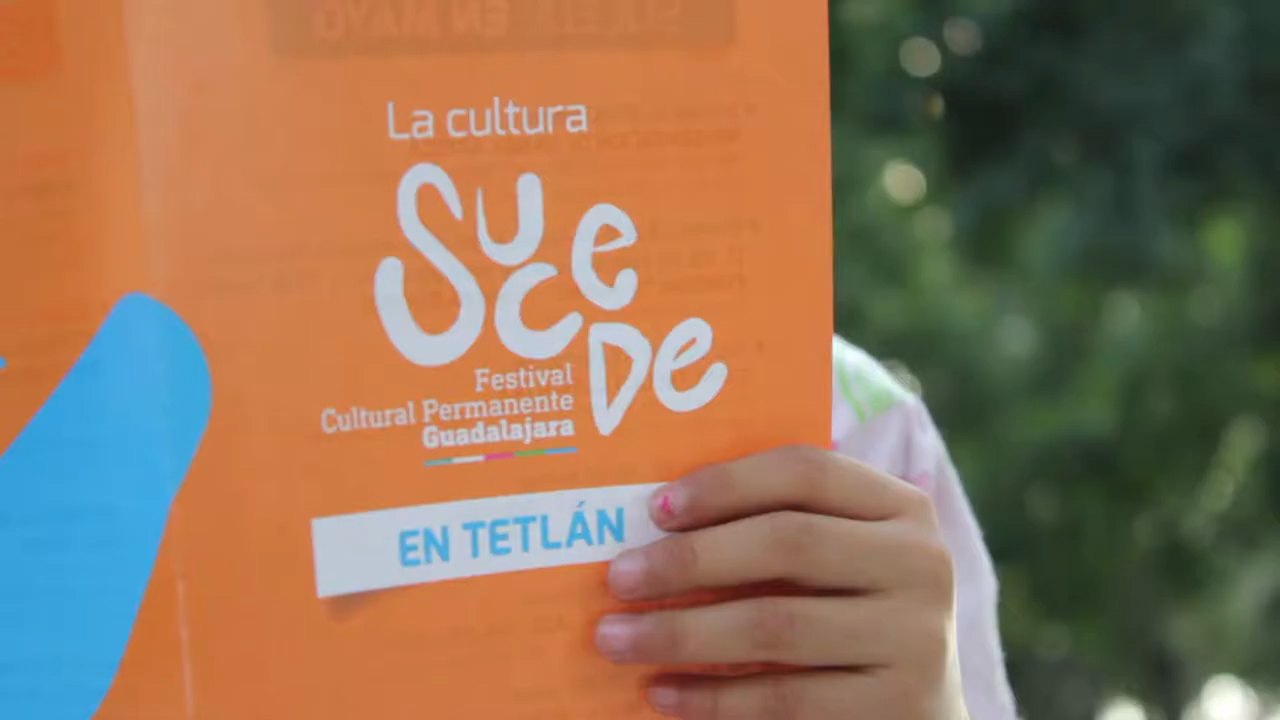 La cultura
SuceDe
Festival
Cultural Permanente
Guadalajara
EN TETLÁN